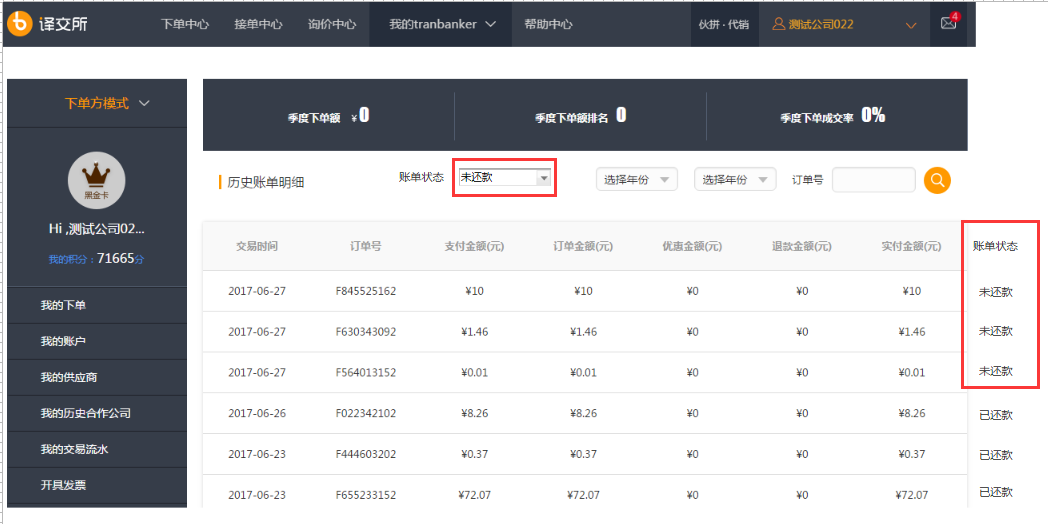 译交所 下单中心 接单中心 询价中心 我的tranbanker 帮助中心 伙拼·代销 测试公司022 4
下单方模式
黑金卡
Hi ,测试公司02...
我的积分：71665分
我的下单
我的账户
我的供应商
我的历史合作公司
我的交易流水
开具发票
季度下单额 ¥0 季度下单额排名 0 季度下单成交率 0%
历史账单明细 账单状态 未还款 选择年份 选择年份 订单号
交易时间 订单号 支付金额(元) 订单金额(元) 优惠金额(元) 退款金额(元) 实付金额(元) 账单状态
2017-06-27 F845525162 ¥10 ¥10 ¥0 ¥0 ¥10 未还款
2017-06-27 F630343092 ¥1.46 ¥1.46 ¥0 ¥0 ¥1.46 未还款
2017-06-27 F564013152 ¥0.01 ¥0.01 ¥0 ¥0 ¥0.01 未还款
2017-06-26 F022342102 ¥8.26 ¥8.26 ¥0 ¥0 ¥8.26 已还款
2017-06-23 F444603202 ¥0.37 ¥0.37 ¥0 ¥0 ¥0.37 已还款
2017-06-23 F655233152 ¥72.07 ¥72.07 ¥0 ¥0 ¥72.07 已还款